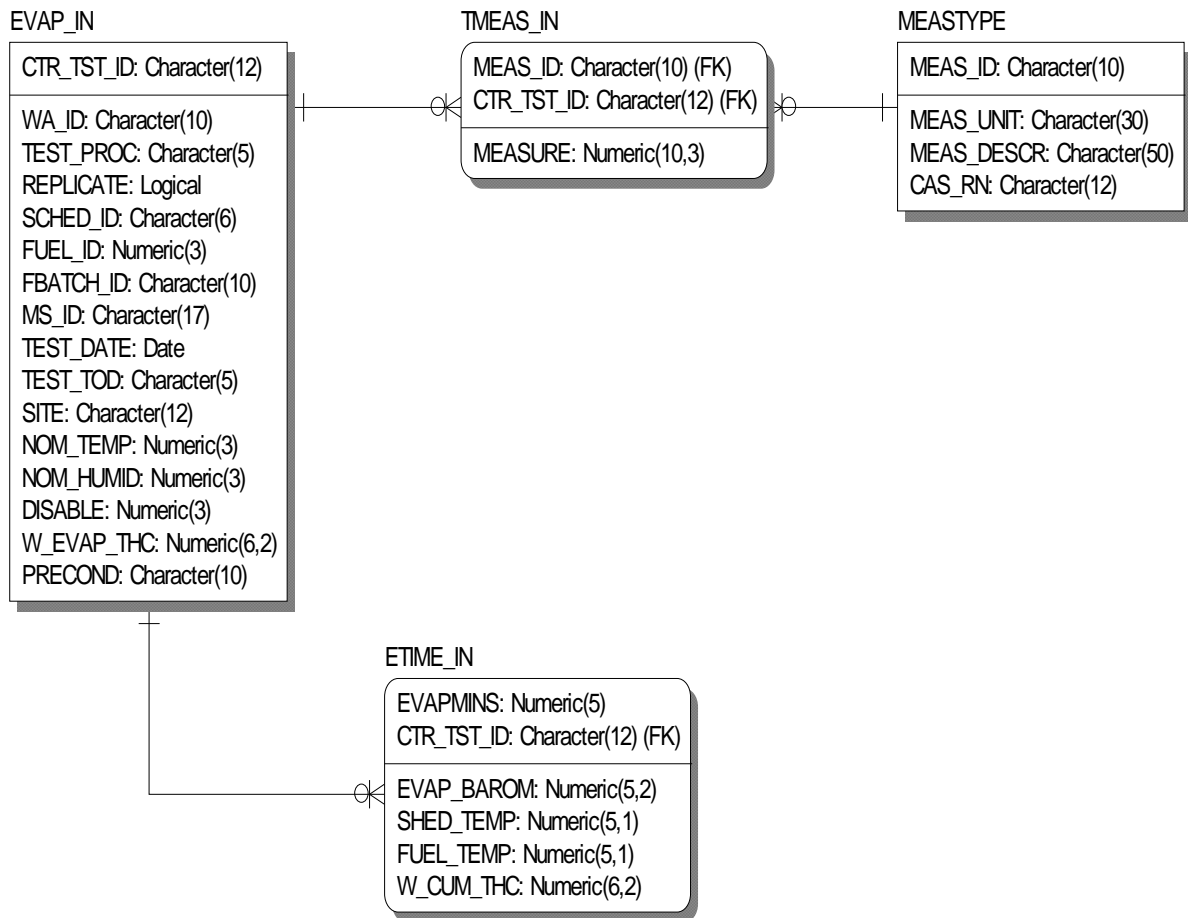 EVAP_IN
CTR_TST_ID: Character(12)
WA_ID: Character(10)
TEST_PROC: Character(5)
REPLICATE: Logical
SCHED_ID: Character(6)
FUEL_ID: Numeric(3)
FBATCH_ID: Character(10)
MS_ID: Character(17)
TEST_DATE: Date
TEST_TOD: Character(5)
SITE: Character(12)
NOM_TEMP: Numeric(3)
NOM_HUMID: Numeric(3)
DISABLE: Numeric(3)
W_EVAP_THC: Numeric(6,2)
PRECOND: Character(10)
TMEAS_IN
MEAS_ID: Character(10) (FK)
CTR_TST_ID: Character(12) (FK)
MEASURE: Numeric(10,3)
MEASTYPE
MEAS_ID: Character(10)
MEAS_UNIT: Character(30)
MEAS_DESCR: Character(50)
CAS_RN: Character(12)
ETIME_IN
EVAPMINS: Numeric(5)
CTR_TST_ID: Character(12) (FK)
EVAP_BAROM: Numeric(5,2)
SHED_TEMP: Numeric(5,1)
FUEL_TEMP: Numeric(5,1)
W_CUM_THC: Numeric(6,2)